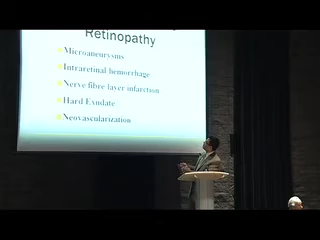 Retinopathy
Microaneurysms
Intraretinal hemorrhage
Nerve fibre layer infarction
Hard Exudate
Neovascularization